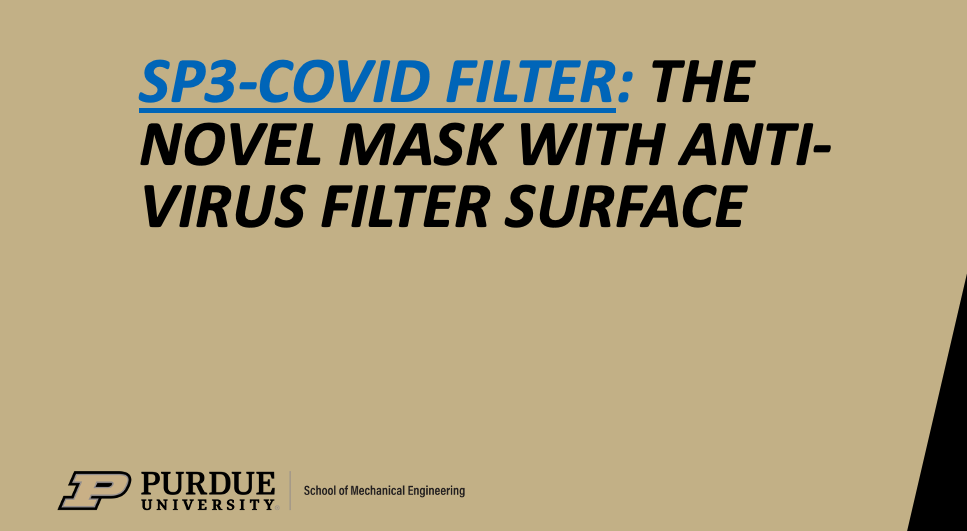 SP3-COVID FILTER: THE
NOVEL MASK WITH ANTI-
VIRUS FILTER SURFACE
PURDUE
UNIVERSITY®
School of Mechanical Engineering